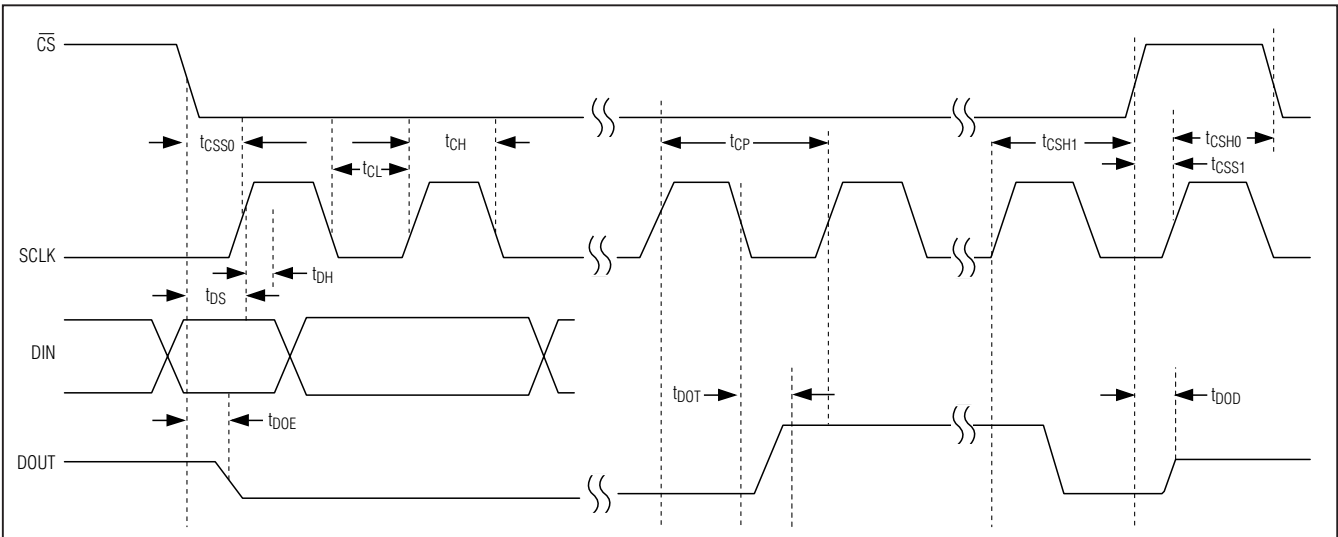 CS
tCSS0
tCL
tCH
tCP
tCSH1
tCSH0
tCSS1
SCLK
tDH
tDS
DIN
tDOT
tDOD
tDOE
DOUT